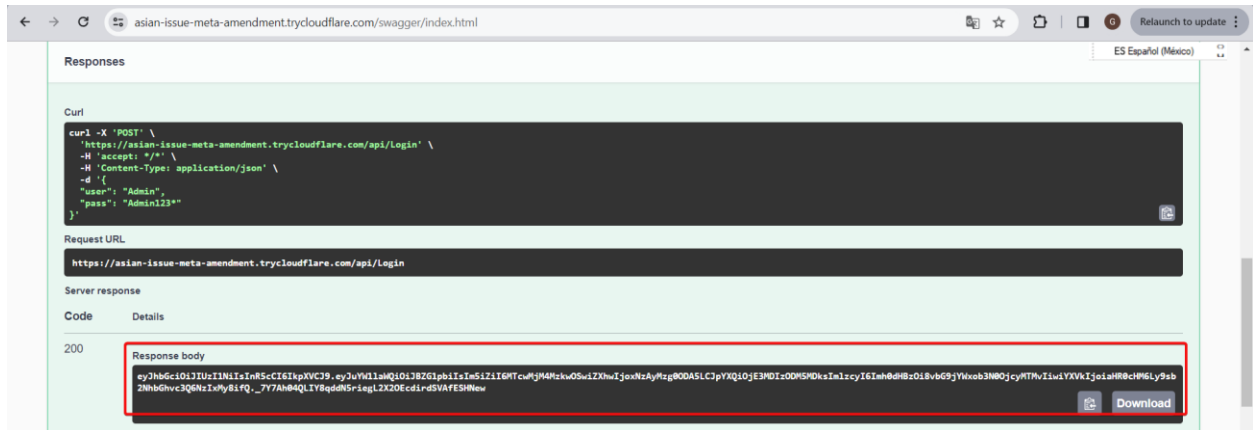 asian-issue-meta-amendment.trycloudflare.com/swagger/index.html
G
Relaunch to update
ES Español (México)
Responses
Curl
curl -X 'POST' \
'https://asian-issue-meta-amendment.trycloudflare.com/api/Login' \
-H 'accept: */*' \
-H 'Content-Type: application/json' \
-d '{
"user": "Admin",
"pass": "Admin123*"
}'
Request URL
https://asian-issue-meta-amendment.trycloudflare.com/api/Login
Server response
Code Details
200
Response body
Download